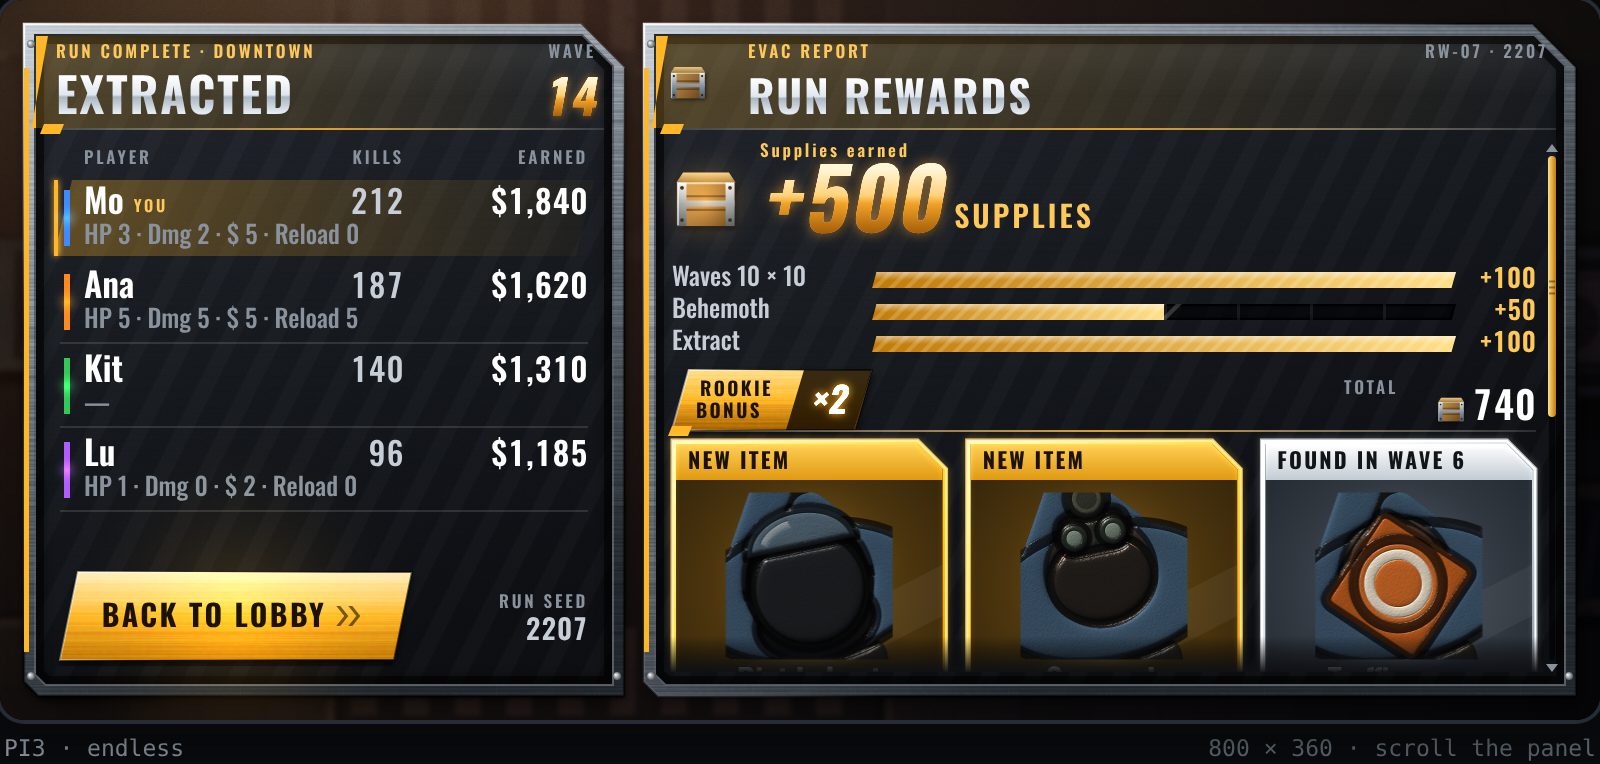 RUN COMPLETE · DOWNTOWN
WAVE
EXTRACTED
14
PLAYER KILLS EARNED
Mo YOU 212 $1,840
HP 3 · Dmg 2 · $ 5 · Reload 0
Ana 187 $1,620
HP 5 · Dmg 5 · $ 5 · Reload 5
Kit 140 $1,310
—
Lu 96 $1,185
HP 1 · Dmg 0 · $ 2 · Reload 0
BACK TO LOBBY »
RUN SEED
2207
EVAC REPORT
RW-07 · 2207
RUN REWARDS
Supplies earned
+500 SUPPLIES
Waves 10 × 10 +100
Behemoth +50
Extract +100
ROOKIE
BONUS
×2
TOTAL
740
NEW ITEM
NEW ITEM
FOUND IN WAVE 6
PI3 · endless
800 × 360 · scroll the panel